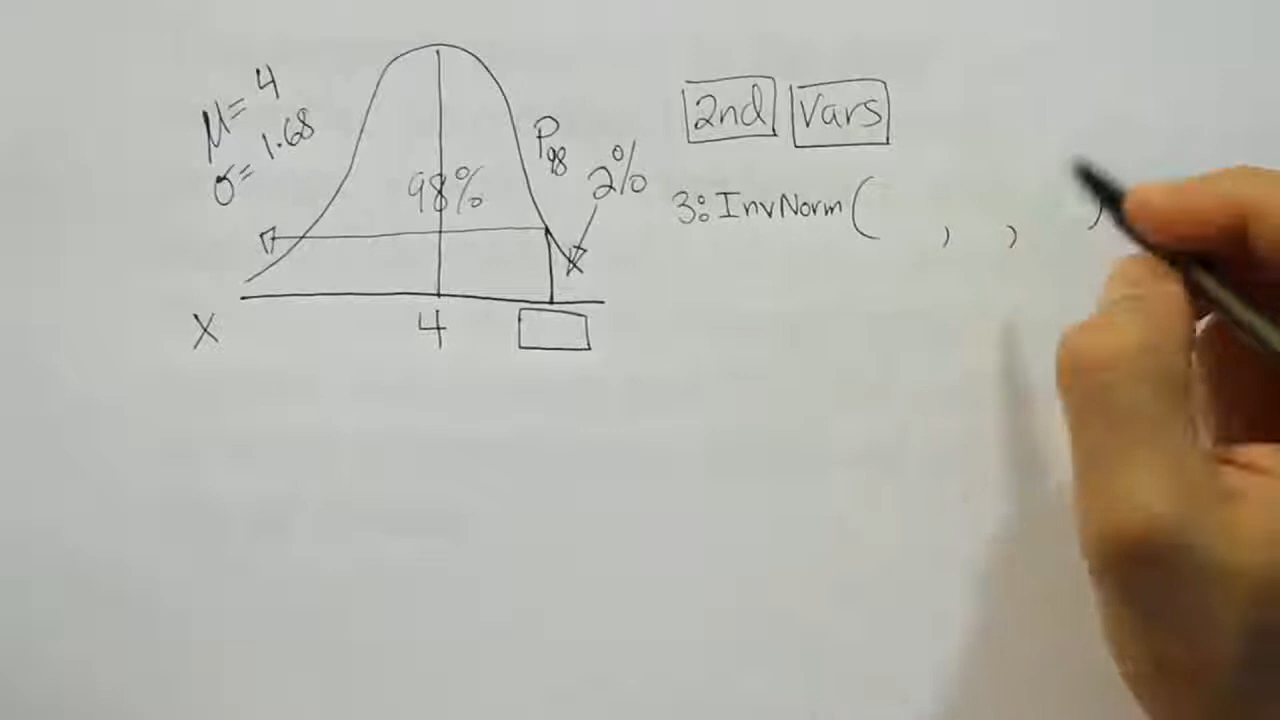 μ= 4
σ= 1.68
98%
P98
2%
X 4
2nd Vars
3: InvNorm( , , )